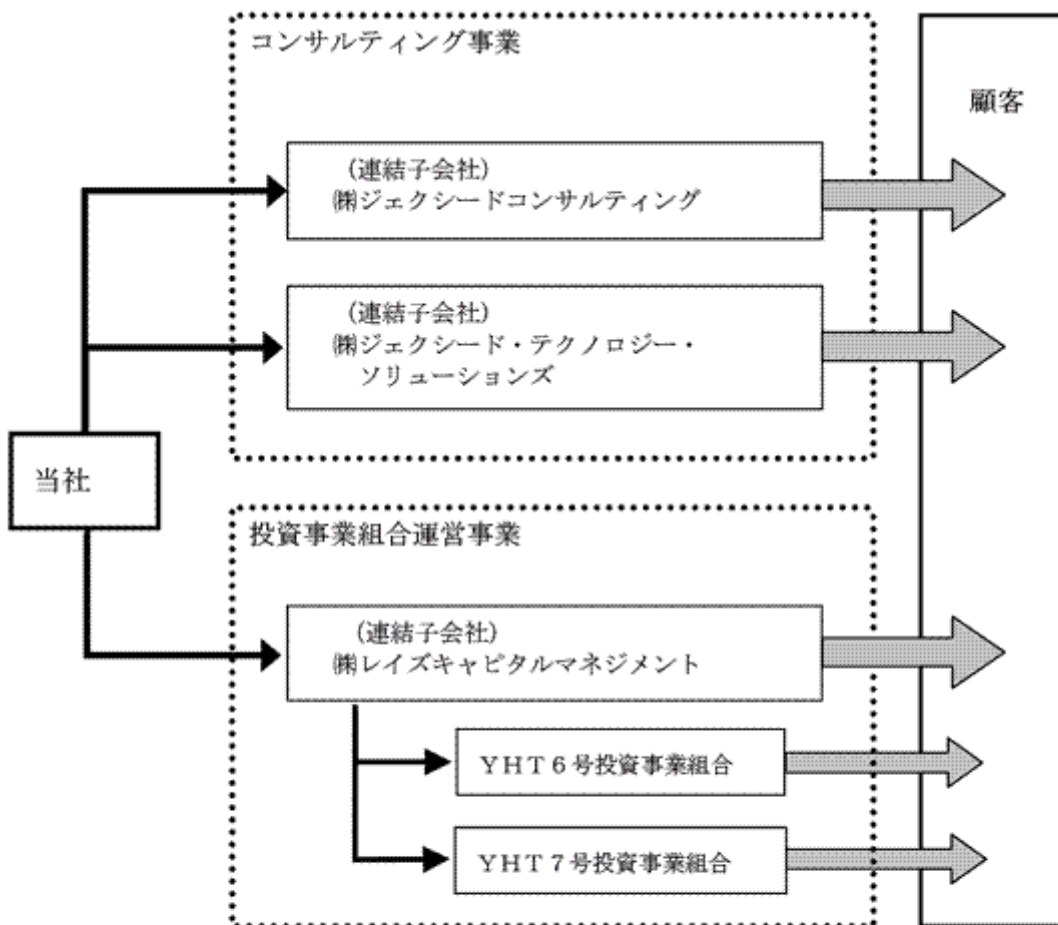 コンサルティング事業
顧客
(連結子会社)
㈱ジェクシードコンサルティング
(連結子会社)
㈱ジェクシード・テクノロジー・
ソリューションズ
当社
投資事業組合運営事業
(連結子会社)
㈱レイズキャピタルマネジメント
ＹＨＴ６号投資事業組合
ＹＨＴ７号投資事業組合